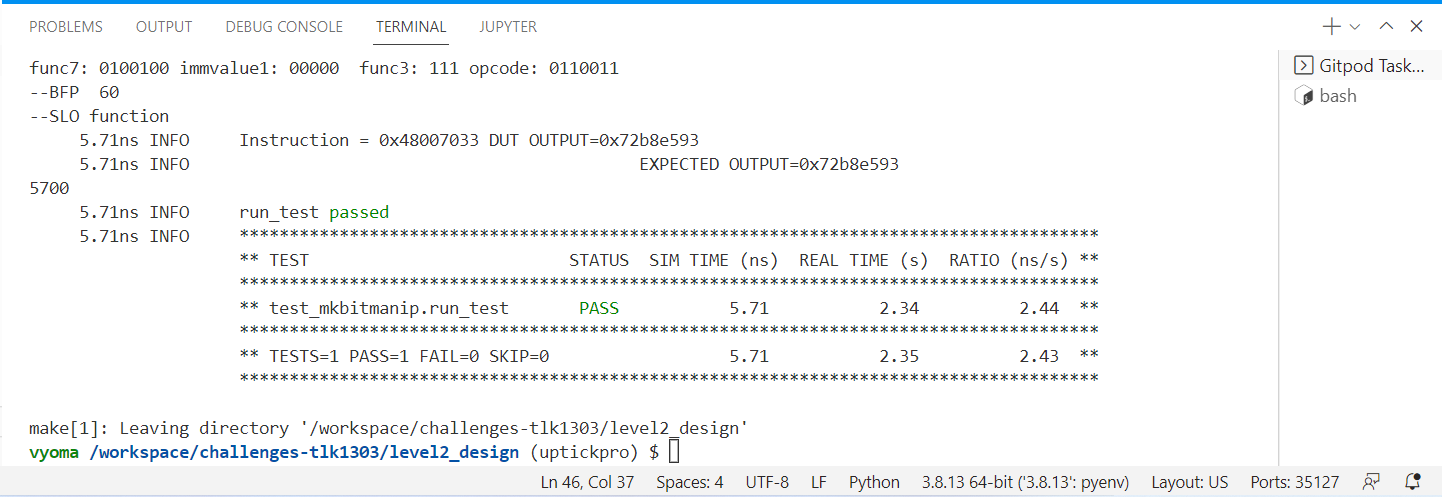 PROBLEMS OUTPUT DEBUG CONSOLE TERMINAL JUPYTER
func7: 0100100 immvalue1: 00000  func3: 111 opcode: 0110011
--BFP  60
--SLO function
5.71ns INFO     Instruction = 0x48007033 DUT OUTPUT=0x72b8e593
5.71ns INFO                                             EXPECTED OUTPUT=0x72b8e593
5700
5.71ns INFO     run_test passed
5.71ns INFO     **************************************************************************************
** TEST                          STATUS  SIM TIME (ns)  REAL TIME (s)  RATIO (ns/s) **
**************************************************************************************
** test_mkbitmanip.run_test       PASS           5.71           2.34          2.44  **
**************************************************************************************
** TESTS=1 PASS=1 FAIL=0 SKIP=0                  5.71           2.35          2.43  **
**************************************************************************************
make[1]: Leaving directory '/workspace/challenges-tlk1303/level2_design'
vyoma /workspace/challenges-tlk1303/level2_design (uptickpro) $
Gitpod Task...
bash
Ln 46, Col 37 Spaces: 4 UTF-8 LF Python 3.8.13 64-bit ('3.8.13': pyenv) Layout: US Ports: 35127